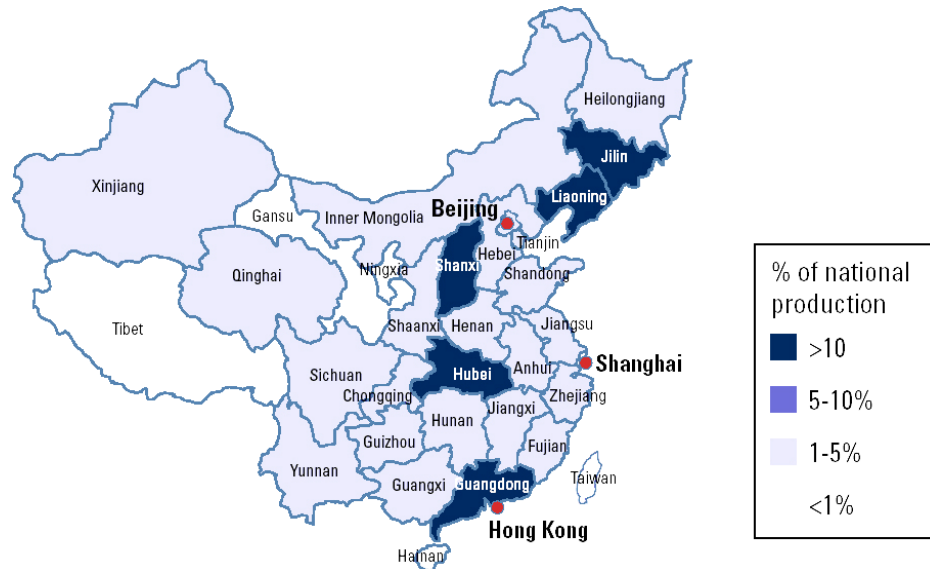 Heilongjiang
Jilin
Xinjiang
Liaoning
Gansu
Inner Mongolia
Beijing
Tianjin
Hebei
Shanxi
Ningxia
Shandong
Qinghai
Tibet
Shaanxi
Henan
Jiangsu
Shanghai
Anhui
Hubei
Sichuan
Chongqing
Zhejiang
Jiangxi
Hunan
Guizhou
Fujian
Yunnan
Guangxi
Guangdong
Taiwan
Hong Kong
Hainan
% of national
production
>10
5-10%
1-5%
<1%